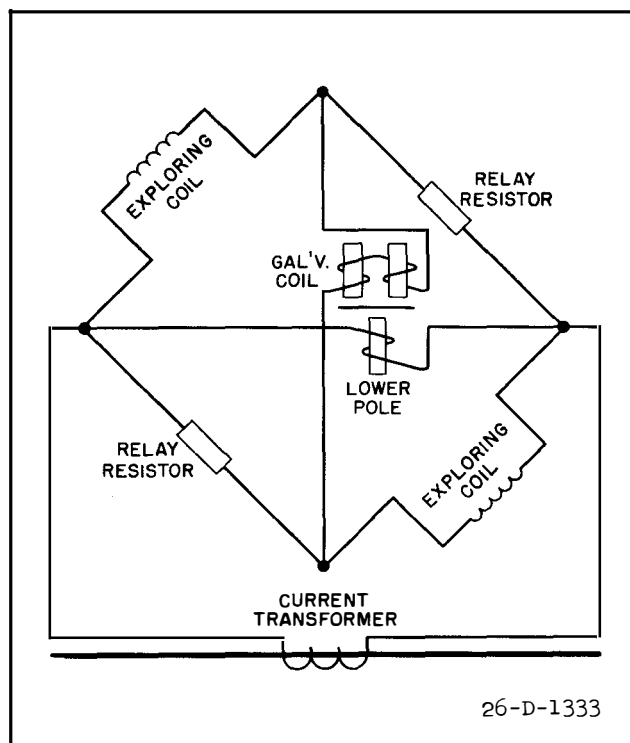 EXPLORING
COIL
RELAY
RESISTOR
GAL'V.
COIL
LOWER
POLE
RELAY
RESISTOR
EXPLORING
COIL
CURRENT
TRANSFORMER
26-D-1333